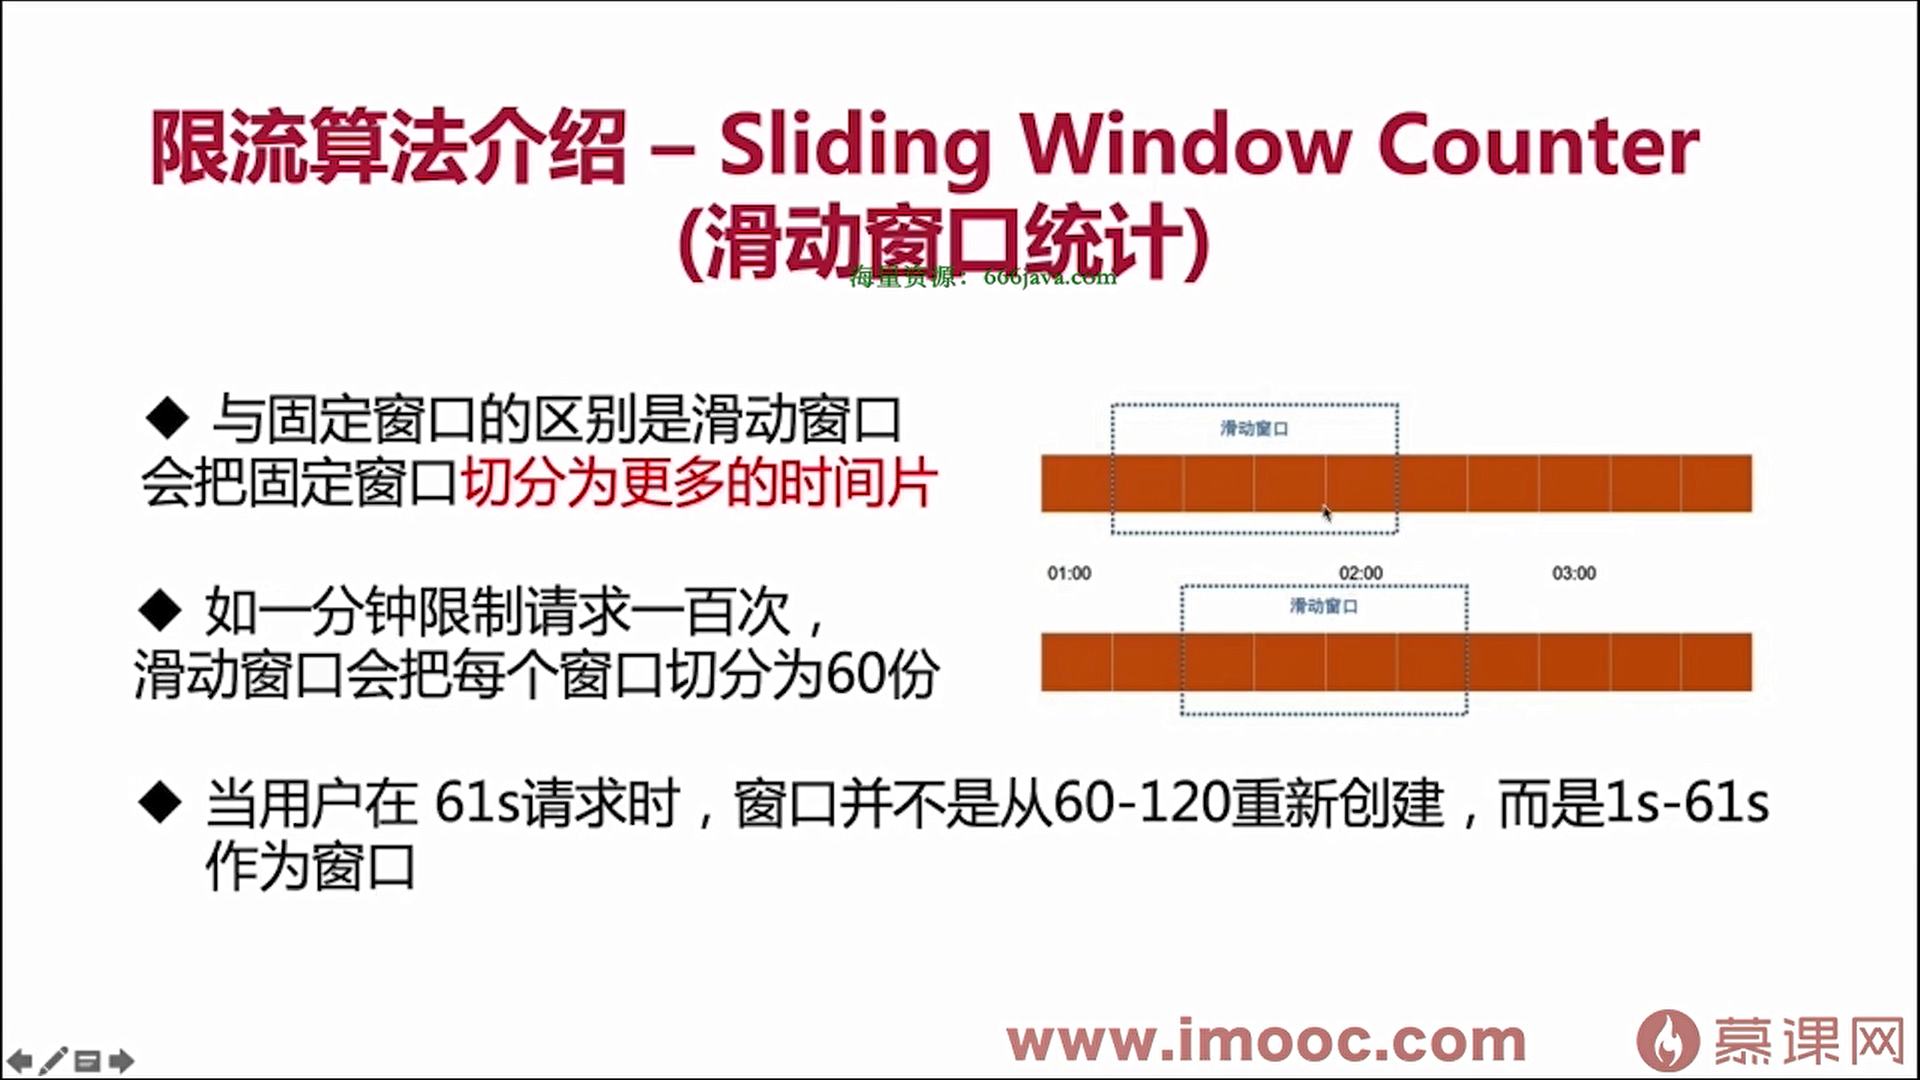 限流算法介绍 – Sliding Window Counter
(滑动窗口统计)
海量资源：666java.com
◆ 与固定窗口的区别是滑动窗口
会把固定窗口切分为更多的时间片
◆ 如一分钟限制请求一百次，
滑动窗口会把每个窗口切分为60份
滑动窗口
01:00 02:00 03:00
滑动窗口
◆ 当用户在 61s请求时，窗口并不是从60-120重新创建，而是1s-61s
作为窗口
www.imooc.com
慕课网